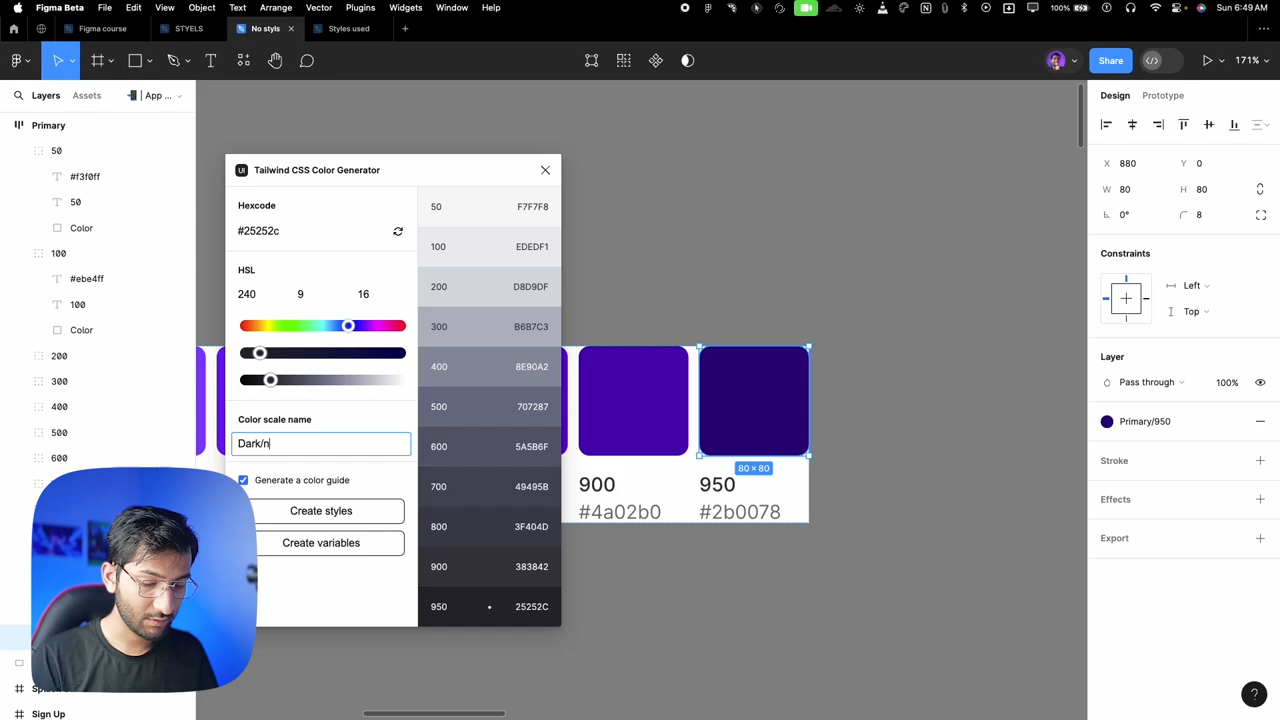 Figma Beta File Edit View Object Text Arrange Vector Plugins Widgets Window Help 100% Sun 6:49 AM
Figma course STYELS No styls Styles used
Share 171%
Layers Assets | App ...
Primary
50
#f3f0ff
50
Color
100
#ebe4ff
100
Color
200
300
400
500
600
Sign Up
Tailwind CSS Color Generator
Hexcode
#25252c
HSL
240 9 16
Color scale name
Dark/n
Generate a color guide
Create styles
Create variables
50 F7F7F8
100 EDEDF1
200 D8D9DF
300 B6B7C3
400 8E90A2
500 707287
600 5A5B6F
700 49495B
800 3F404D
900 383842
950 25252C
80 × 80
900 950
#4a02b0 #2b0078
Design Prototype
X 880 Y 0
W 80 H 80
0° 8
Constraints
Left
Top
Layer
Pass through 100%
Primary/950
Stroke
Effects
Export
?